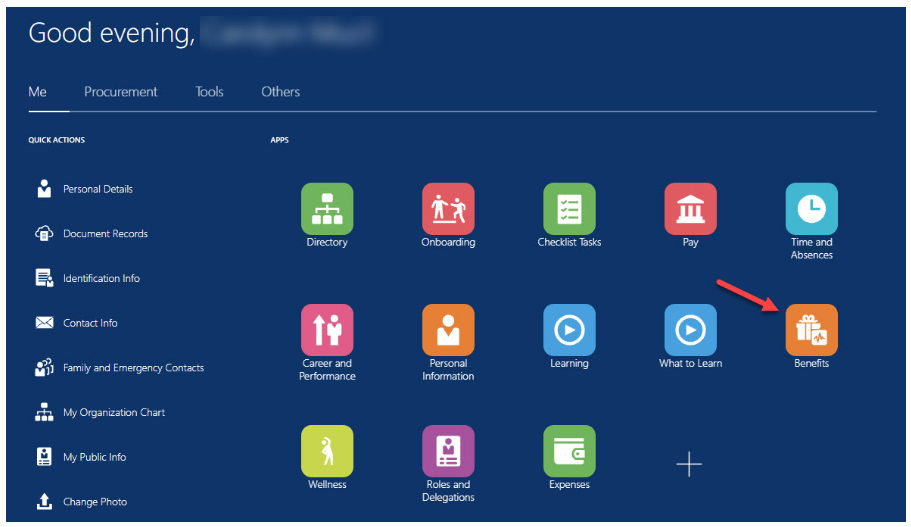 Good evening,
Me
Procurement
Tools
Others
QUICK ACTIONS
APPS
Personal Details
Document Records
Identification Info
Contact Info
Family and Emergency Contacts
My Organization Chart
My Public Info
Change Photo
Directory
Onboarding
Checklist Tasks
Pay
Time and
Absences
Career and
Performance
Personal
Information
Learning
What to Learn
Benefits
Wellness
Roles and
Delegations
Expenses